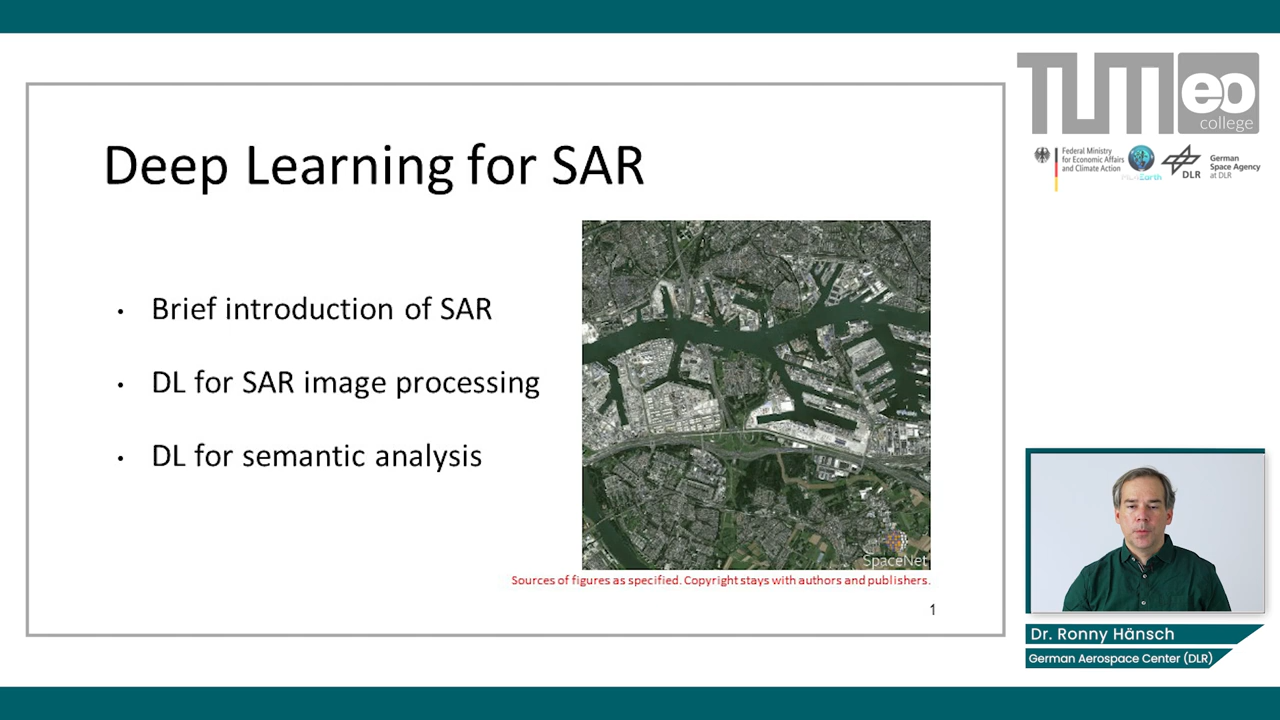 Deep Learning for SAR
• Brief introduction of SAR
• DL for SAR image processing
• DL for semantic analysis
SpaceNet
Sources of figures as specified. Copyright stays with authors and publishers.
1
TUM eo
college
Federal Ministry
for Economic Affairs
and Climate Action
ML4Earth
DLR
German
Space Agency
at DLR
Dr. Ronny Hänsch
German Aerospace Center (DLR)